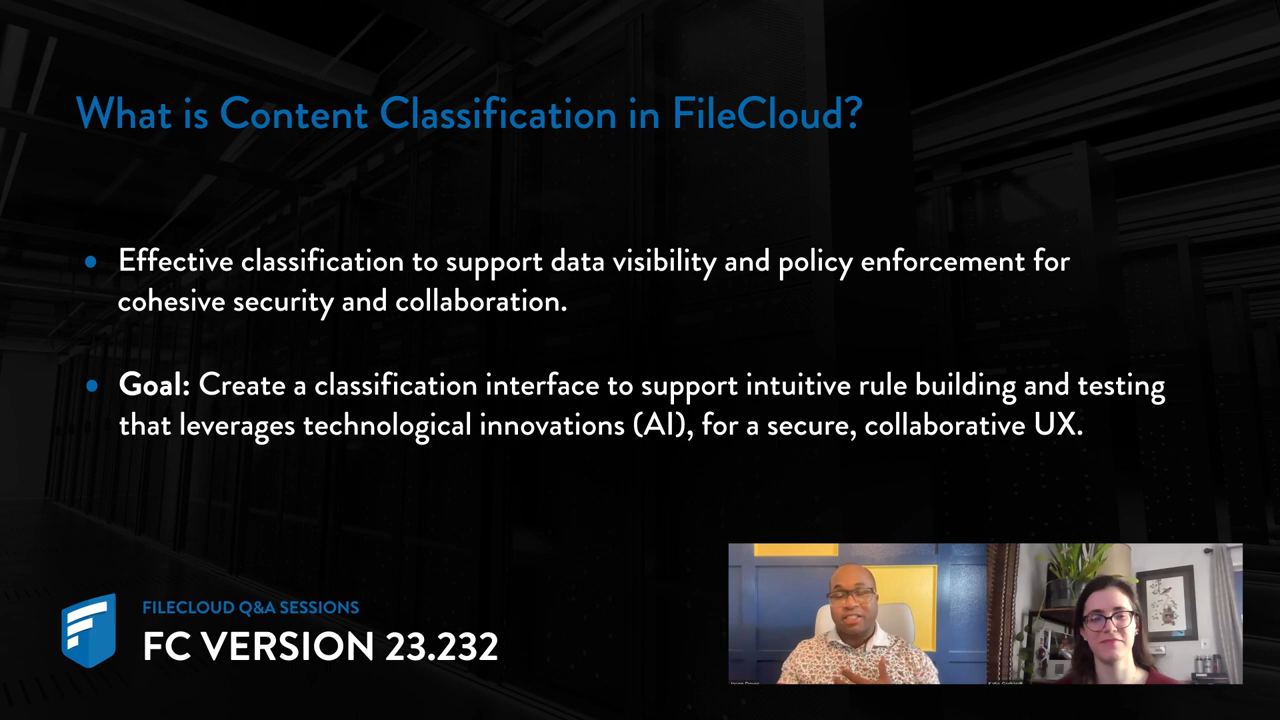 What is Content Classification in FileCloud?
• Effective classification to support data visibility and policy enforcement for
cohesive security and collaboration.
• Goal: Create a classification interface to support intuitive rule building and testing
that leverages technological innovations (AI), for a secure, collaborative UX.
FILECLOUD Q&A SESSIONS
FC VERSION 23.232